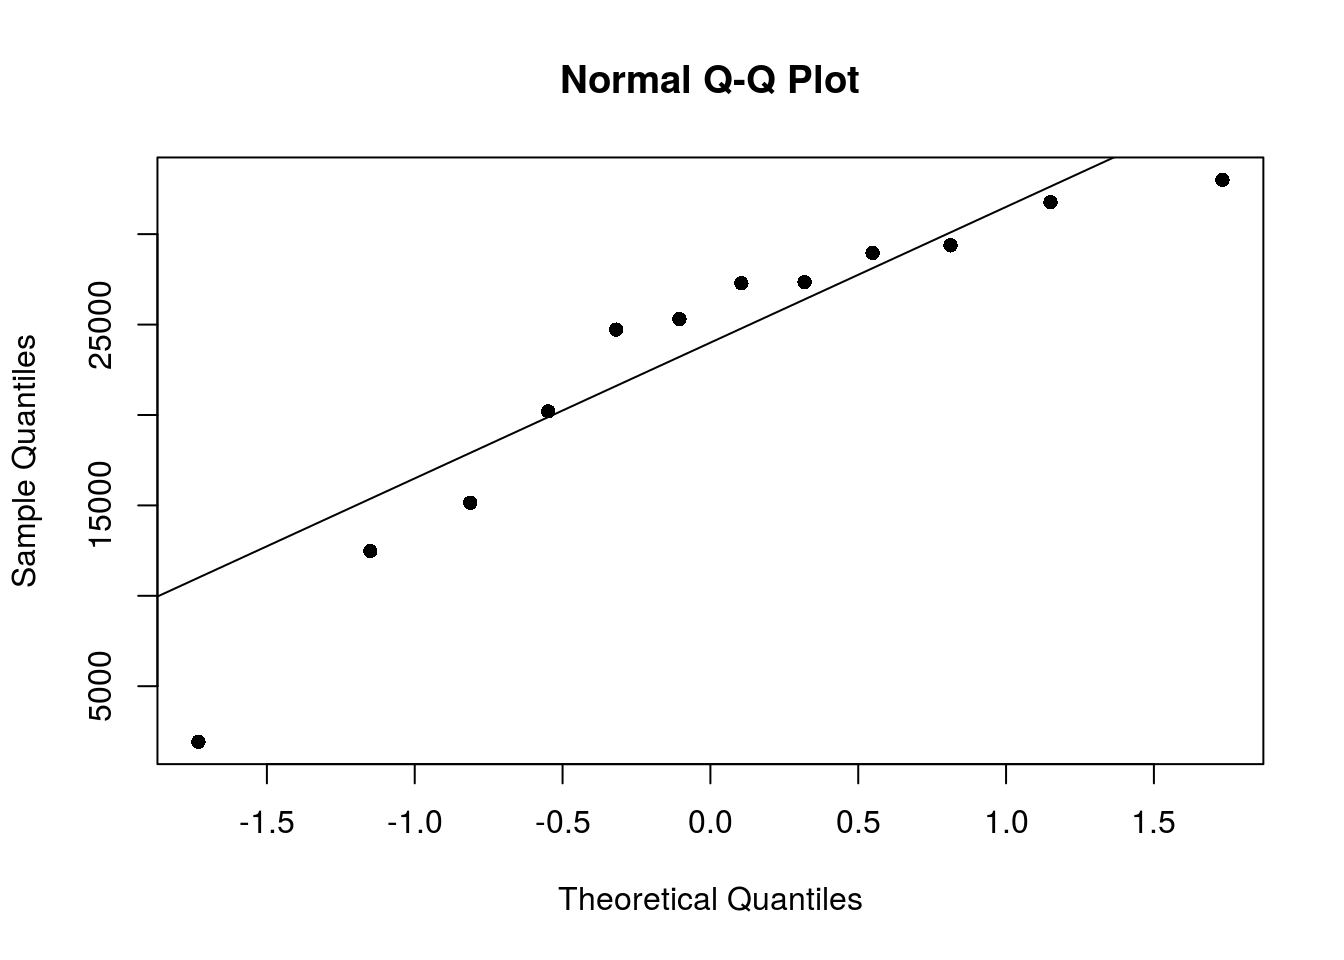 Normal Q-Q Plot
Sample Quantiles
25000
15000
5000
-1.5 -1.0 -0.5 0.0 0.5 1.0 1.5
Theoretical Quantiles